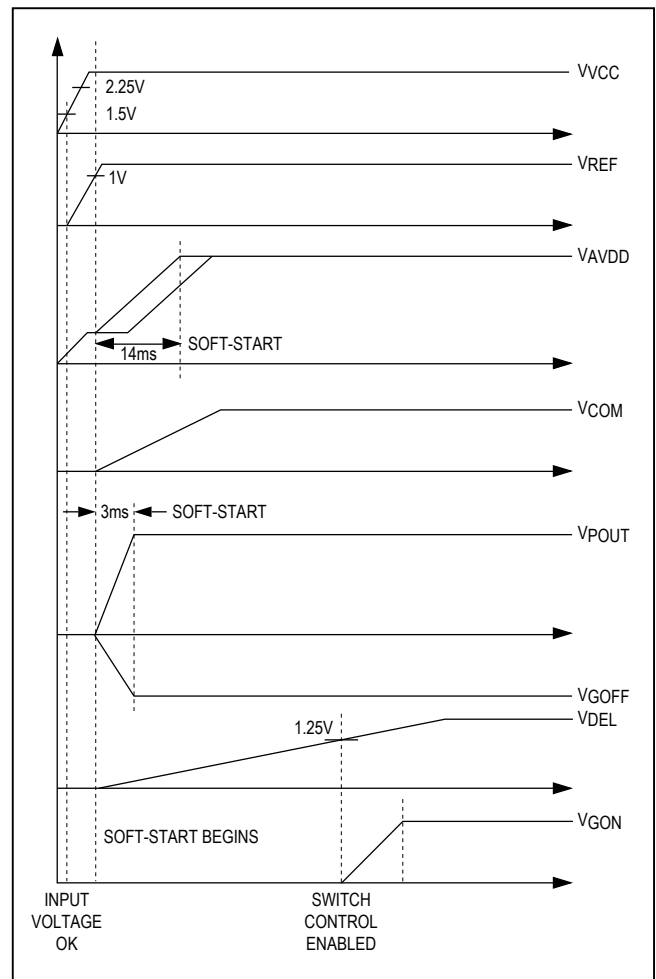 VVCC
2.25V
1.5V
VREF
1V
VAVDD
SOFT-START
14ms
VCOM
3ms SOFT-START
VPOUT
VGOFF
VDEL
1.25V
VGON
SOFT-START BEGINS
INPUT
VOLTAGE
OK
SWITCH
CONTROL
ENABLED